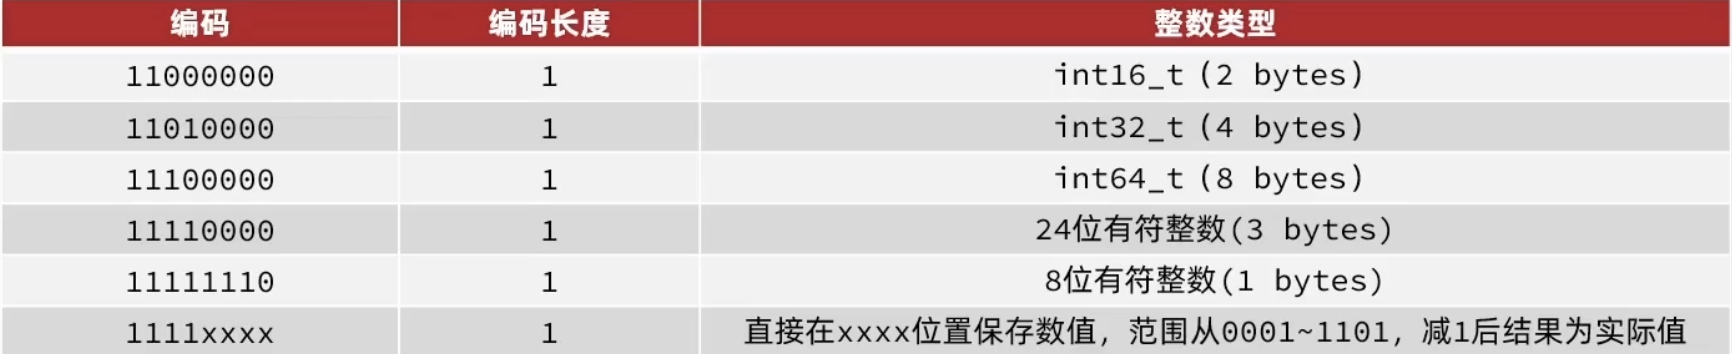 编码 编码长度 整数类型
11000000 1 int16_t (2 bytes)
11010000 1 int32_t (4 bytes)
11100000 1 int64_t (8 bytes)
11110000 1 24位有符整数(3 bytes)
11111110 1 8位有符整数(1 bytes)
1111xxxx 1 直接在xxxx位置保存数值，范围从0001~1101，减1后结果为实际值